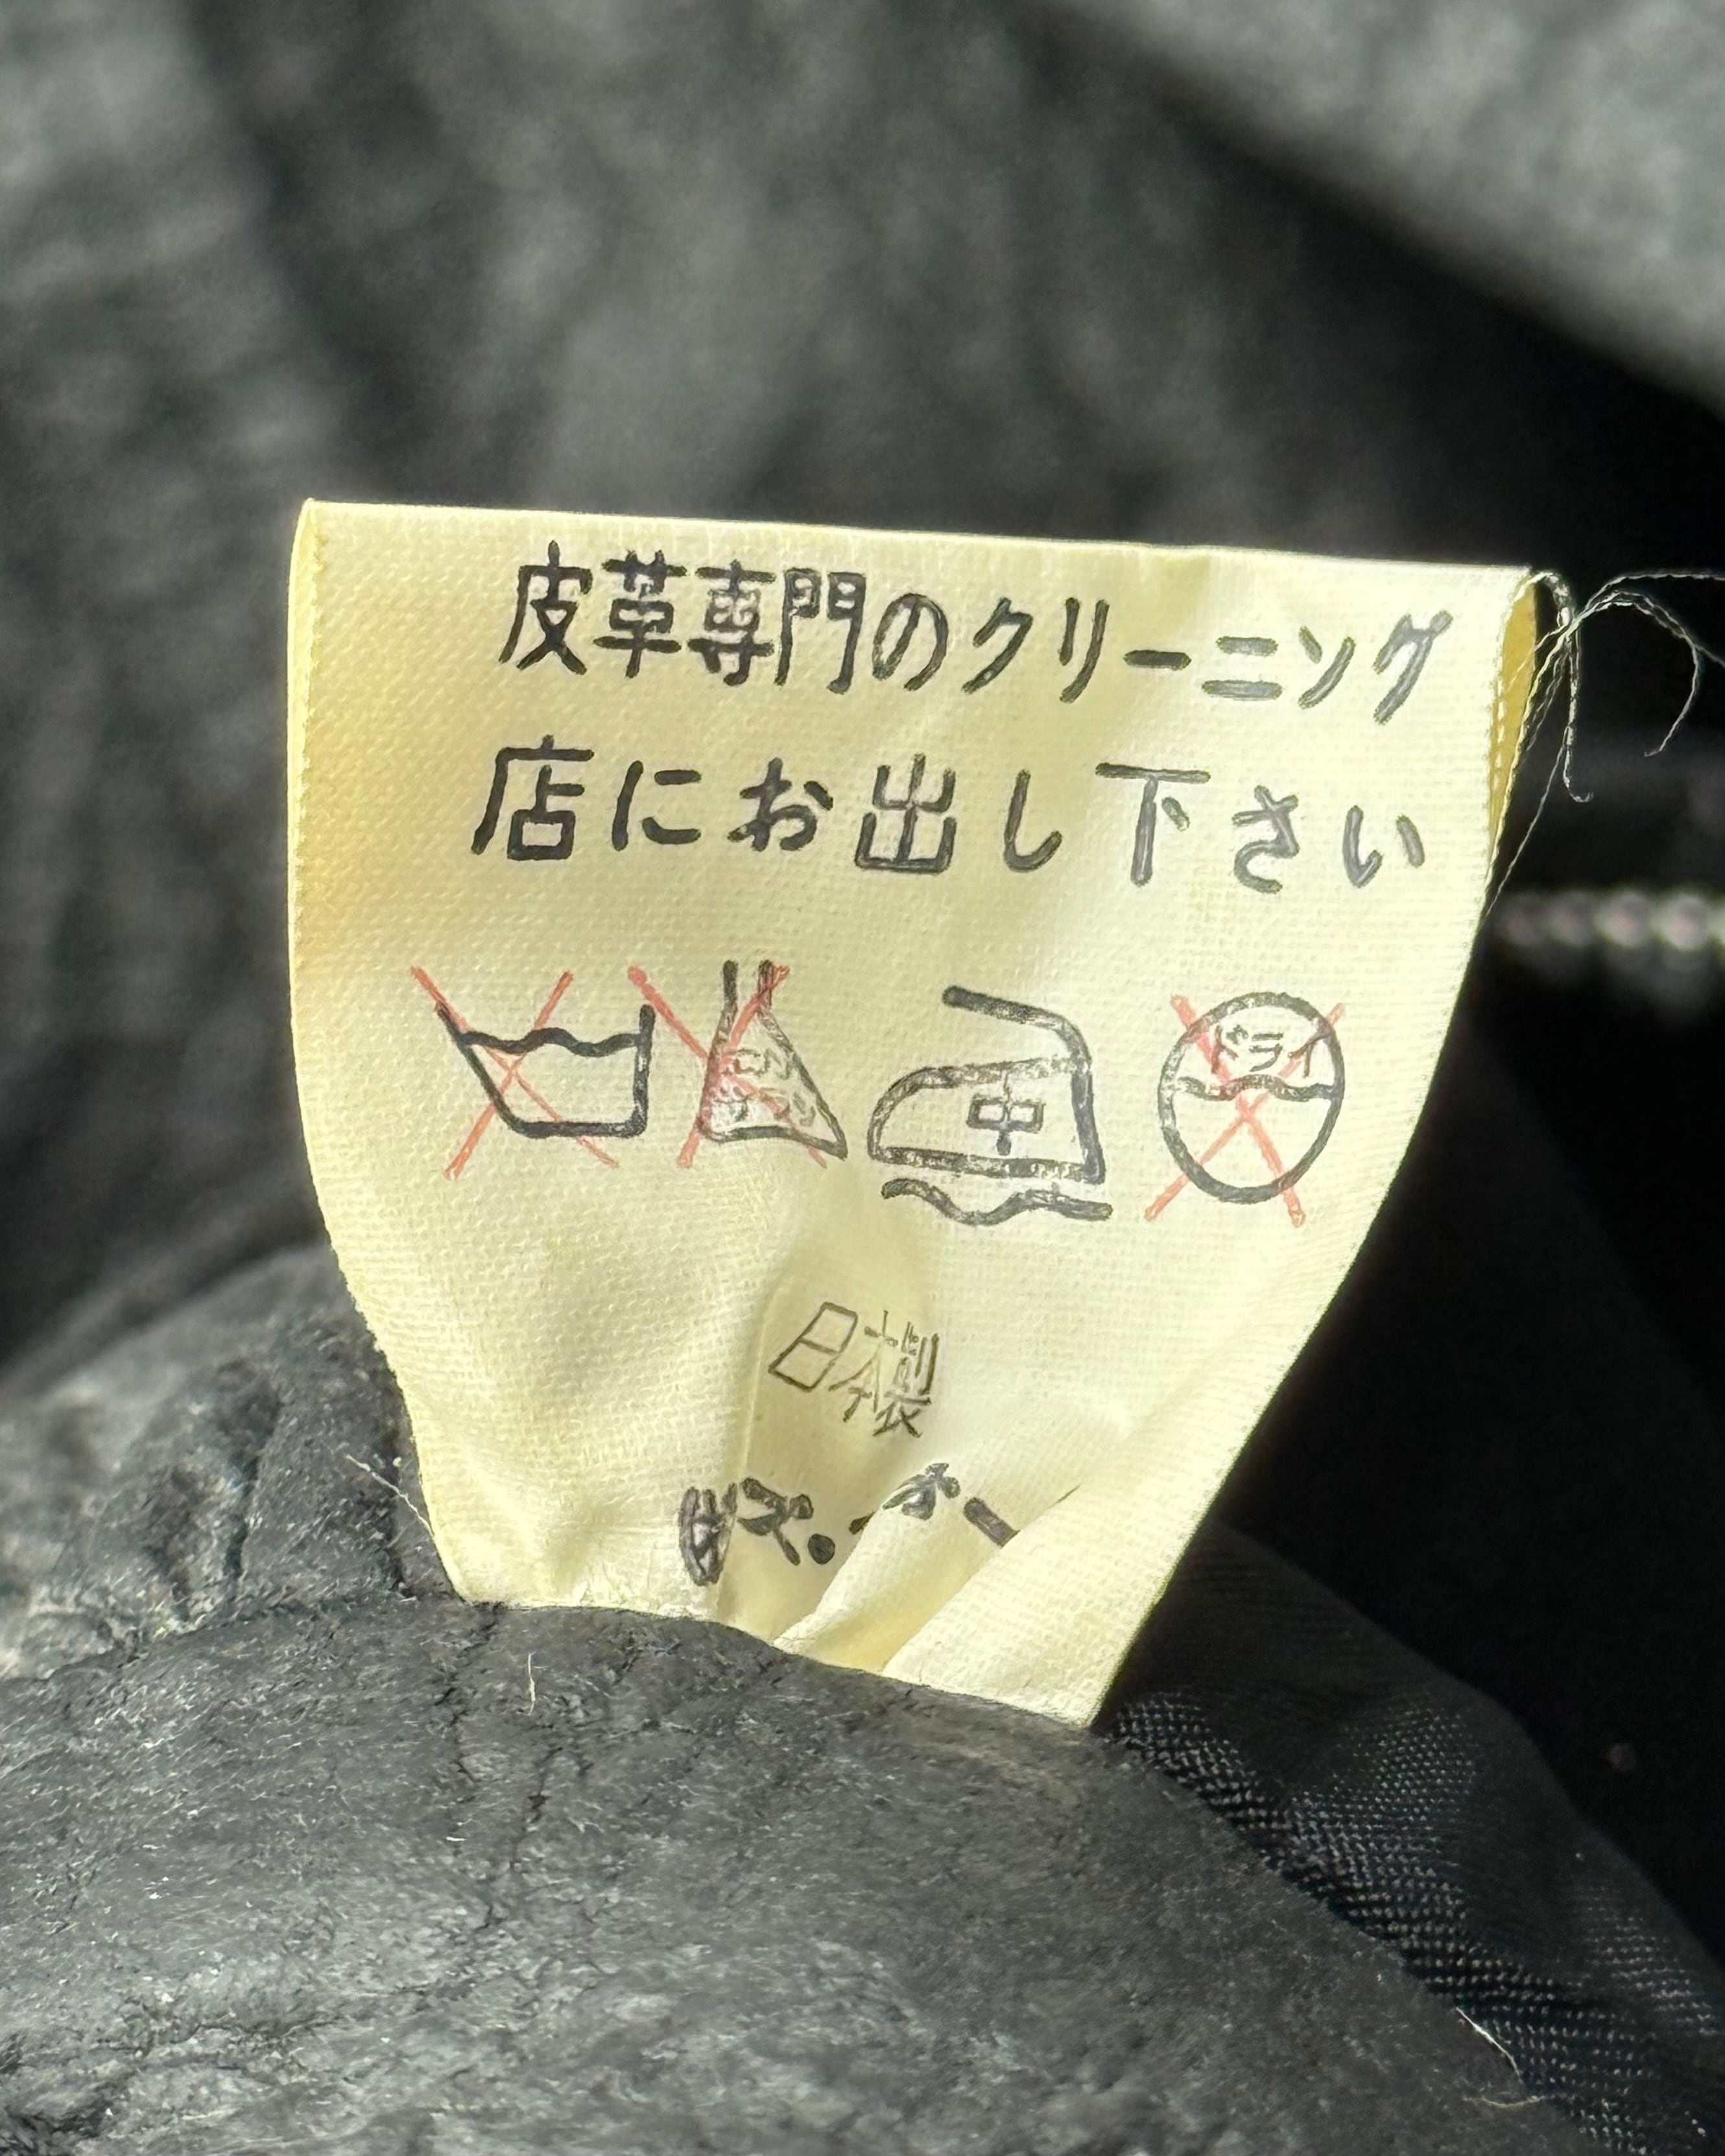 皮革専門のクリーニング
店にお出し下さい
中 ドライ
日本製